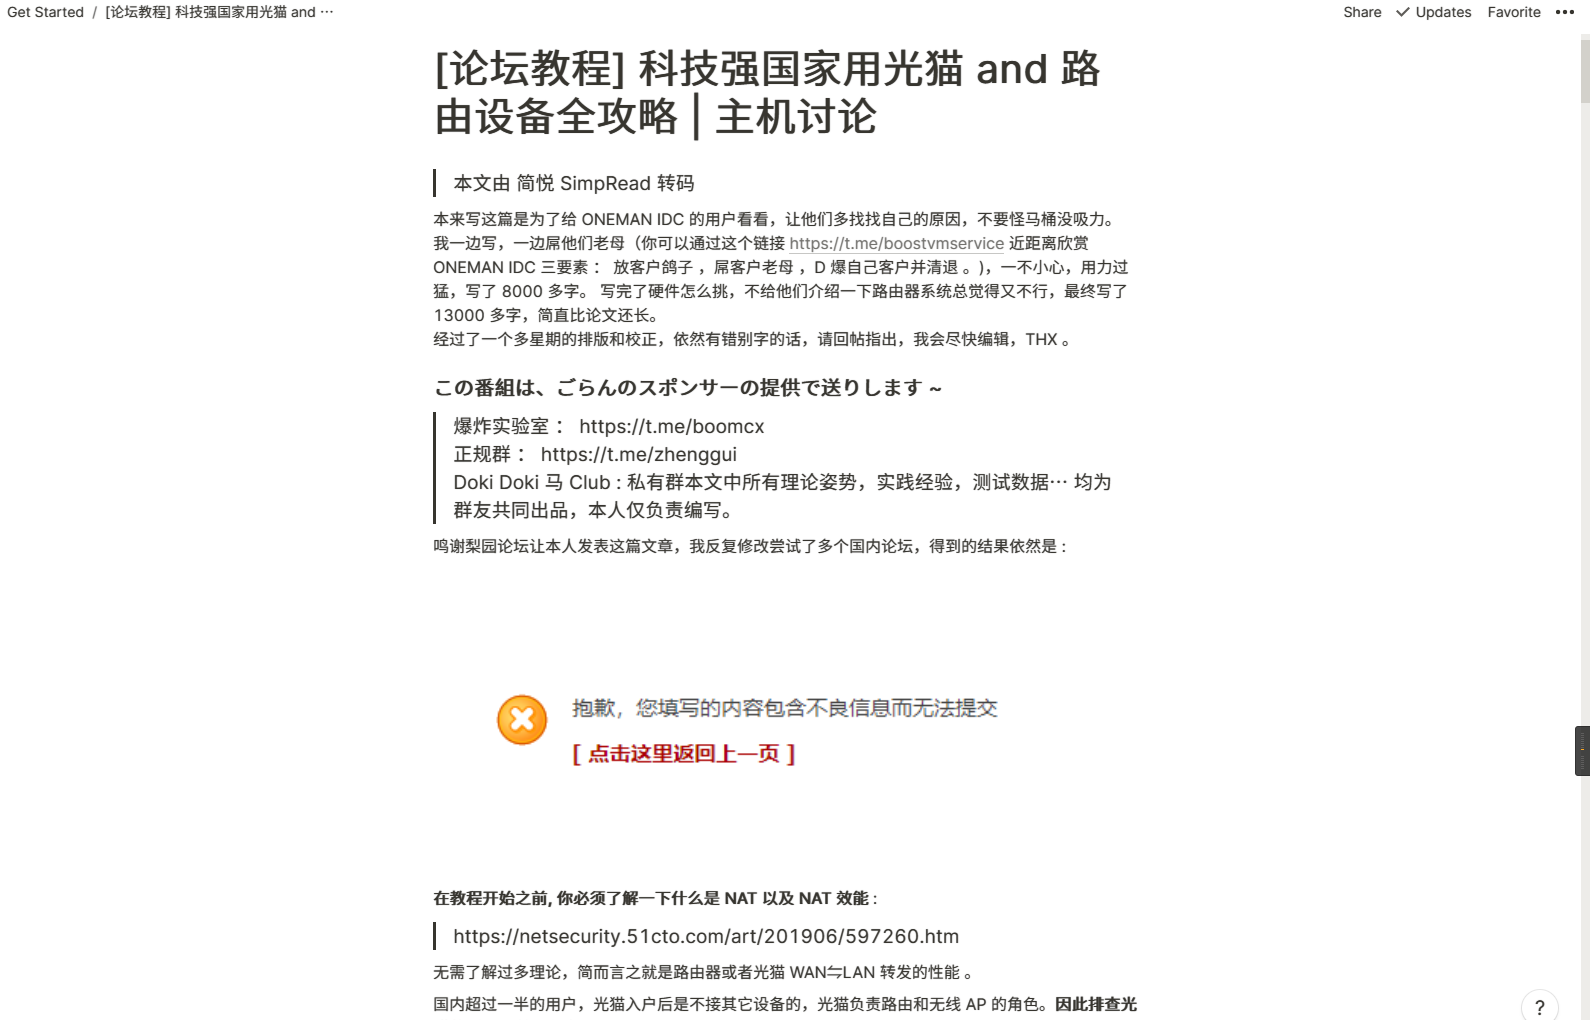 Get Started / [论坛教程] 科技强国家用光猫 and ···
Share ✓ Updates Favorite •••
[论坛教程] 科技强国家用光猫 and 路
由设备全攻略 | 主机讨论
本文由 简悦 SimpRead 转码
本来写这篇是为了给 ONEMAN IDC 的用户看看，让他们多找找自己的原因，不要怪马桶没吸力。
我一边写，一边屌他们老母（你可以通过这个链接 https://t.me/boostvmservice 近距离欣赏
ONEMAN IDC 三要素： 放客户鸽子 ，屌客户老母 ，D 爆自己客户并清退 。)，一不小心，用力过
猛，写了 8000 多字。 写完了硬件怎么挑，不给他们介绍一下路由器系统总觉得又不行，最终写了
13000 多字，简直比论文还长。
经过了一个多星期的排版和校正，依然有错别字的话，请回帖指出，我会尽快编辑，THX 。
この番組は、ごらんのスポンサーの提供で送りします ~
爆炸实验室： https://t.me/boomcx
正规群： https://t.me/zhenggui
Doki Doki 马 Club : 私有群本文中所有理论姿势，实践经验，测试数据··· 均为
群友共同出品，本人仅负责编写。
鸣谢梨园论坛让本人发表这篇文章，我反复修改尝试了多个国内论坛，得到的结果依然是 :
抱歉，您填写的内容包含不良信息而无法提交
[ 点击这里返回上一页 ]
在教程开始之前, 你必须了解一下什么是 NAT 以及 NAT 效能 :
https://netsecurity.51cto.com/art/201906/597260.htm
无需了解过多理论，简而言之就是路由器或者光猫 WAN⇋LAN 转发的性能 。
国内超过一半的用户，光猫入户后是不接其它设备的，光猫负责路由和无线 AP 的角色。因此排查光
?